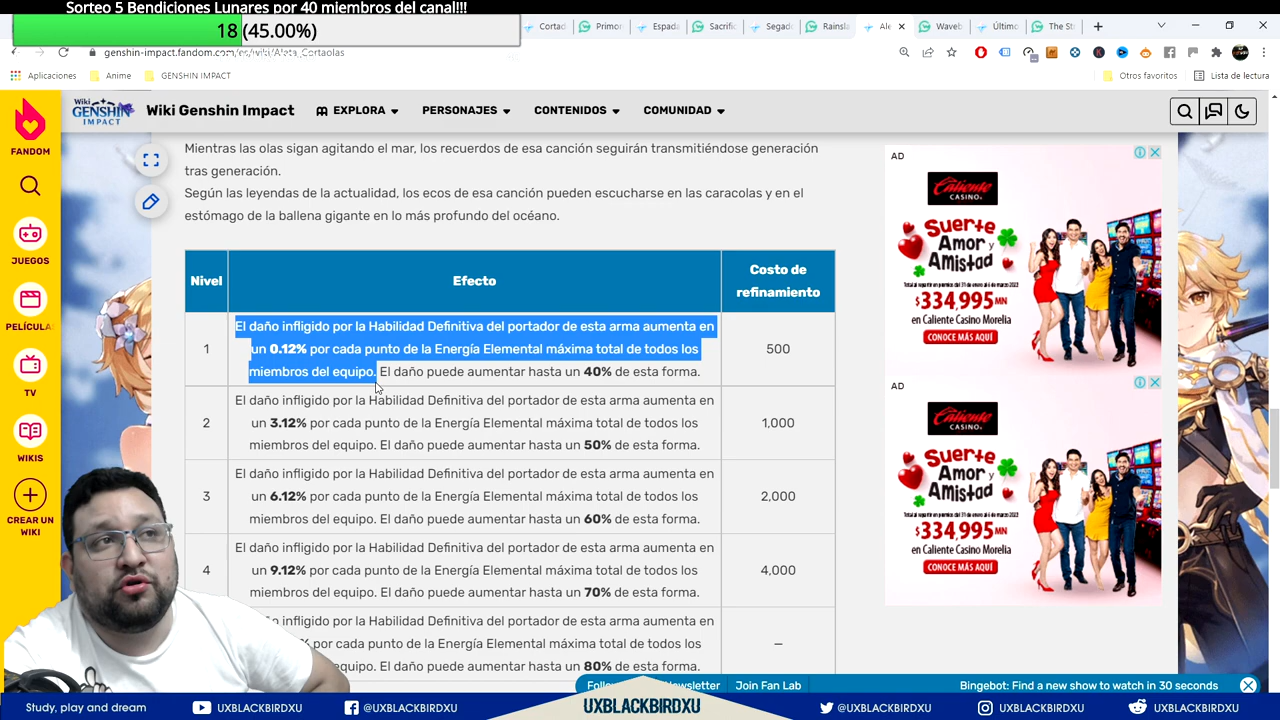 Sorteo 5 Bendiciones Lunares por 40 miembros del canal!!!
18 (45.00%)
Cortad
Primor
Espada
Sacrific
Segado
Rainsla
Ale
Waveb
Último
The Str
genshin-impact.fandom.com/es/wiki/Aleta_Cortaolas
Aplicaciones
Anime
GENSHIN IMPACT
Otros favoritos
Lista de lectura
FANDOM
JUEGOS
PELÍCULA
TV
WIKIS
CREAR UN
WIKI
Wiki
GENSHIN
IMPACT
Wiki Genshin Impact
EXPLORA
PERSONAJES
CONTENIDOS
COMUNIDAD
Mientras las olas sigan agitando el mar, los recuerdos de esa canción seguirán transmitiéndose generación
tras generación.
Según las leyendas de la actualidad, los ecos de esa canción pueden escucharse en las caracolas y en el
estómago de la ballena gigante en lo más profundo del océano.
Nivel
Efecto
Costo de
refinamiento
1
El daño infligido por la Habilidad Definitiva del portador de esta arma aumenta en
un 0.12% por cada punto de la Energía Elemental máxima total de todos los
miembros del equipo. El daño puede aumentar hasta un 40% de esta forma.
500
2
El daño infligido por la Habilidad Definitiva del portador de esta arma aumenta en
un 3.12% por cada punto de la Energía Elemental máxima total de todos los
miembros del equipo. El daño puede aumentar hasta un 50% de esta forma.
1,000
3
El daño infligido por la Habilidad Definitiva del portador de esta arma aumenta en
un 6.12% por cada punto de la Energía Elemental máxima total de todos los
miembros del equipo. El daño puede aumentar hasta un 60% de esta forma.
2,000
4
El daño infligido por la Habilidad Definitiva del portador de esta arma aumenta en
un 9.12% por cada punto de la Energía Elemental máxima total de todos los
miembros del equipo. El daño puede aumentar hasta un 70% de esta forma.
4,000
infligido por la Habilidad Definitiva del portador de esta arma aumenta en
% por cada punto de la Energía Elemental máxima total de todos los
equipo. El daño puede aumentar hasta un 80% de esta forma.
—
AD
Caliente
CASINO
Suerte
Amor y
Amistad
$334,995MN
en Caliente Casino Morelia
CONOCE MÁS AQUÍ
AD
Caliente
CASINO
Suerte
Amor y
Amistad
$334,995MN
en Caliente Casino Morelia
CONOCE MÁS AQUÍ
Follo
Newsletter
Join Fan Lab
Bingebot: Find a new show to watch in 30 seconds
Study, play and dream
UXBLACKBIRDXU
@UXBLACKBIRDXU
UXBLACKBIRDXU
@UXBLACKBIRDXU
UXBLACKBIRDXU
UXBLACKBIRDXU